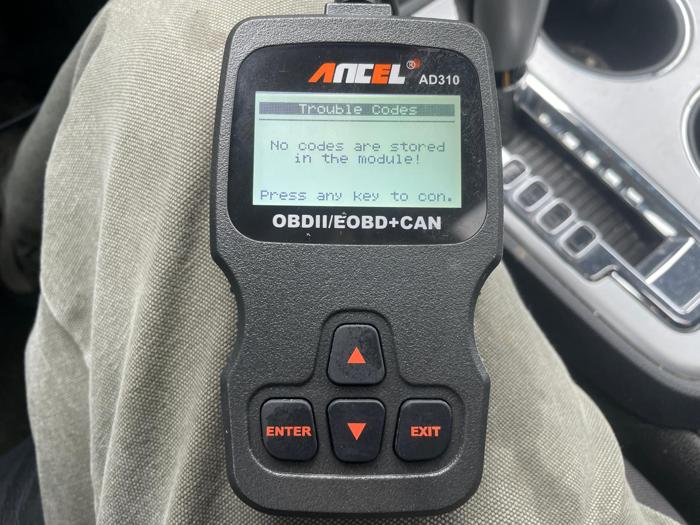 ANCEL®
AD310
Trouble Codes
No codes are stored
in the module!
Press any key to con.
OBDII/EOBD+CAN
ENTER
EXIT